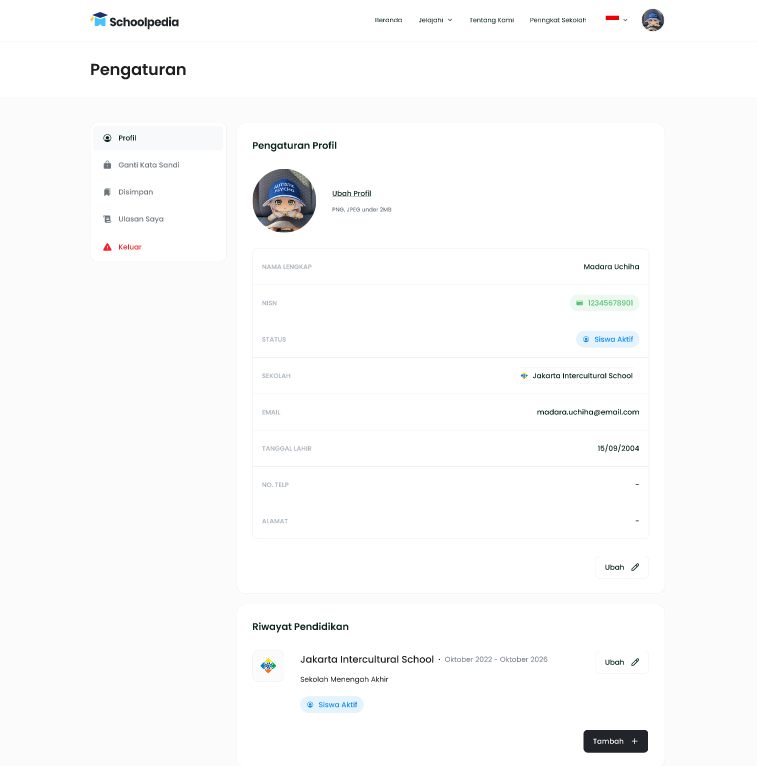 Schoolpedia
Beranda
Jelajahi
Tentang Kami
Peringkat Sekolah
Pengaturan
Profil
Ganti Kata Sandi
Disimpan
Ulasan Saya
Keluar
Pengaturan Profil
Ubah Profil
PNG, JPEG under 2MB
NAMA LENGKAP
Madara Uchiha
NISN
12345678901
STATUS
Siswa Aktif
SEKOLAH
Jakarta Intercultural School
EMAIL
madara.uchiha@email.com
TANGGAL LAHIR
15/09/2004
NO. TELP
-
ALAMAT
-
Ubah
Riwayat Pendidikan
Jakarta Intercultural School • Oktober 2022 - Oktober 2026
Ubah
Sekolah Menengah Akhir
Siswa Aktif
Tambah +